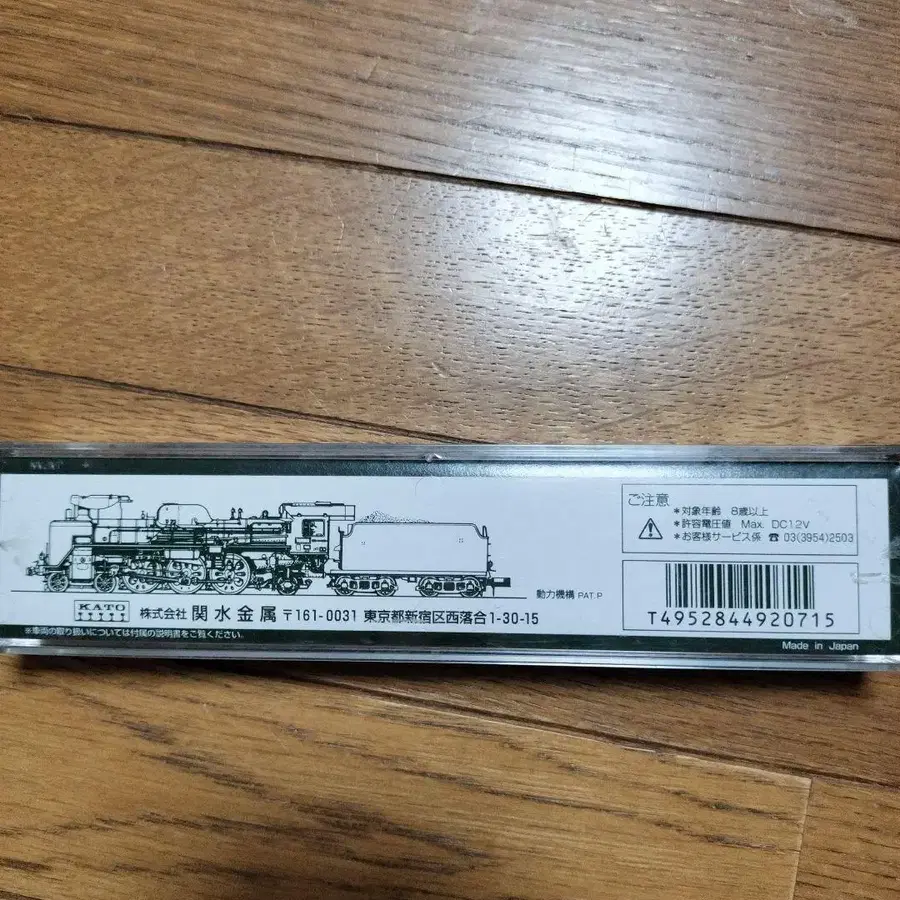 ご注意
＊対象年齢 8歳以上
＊許容電圧値 Max. DC12V
＊お客様サービス係 ☎ 03(3954)2503
動力機構 PAT.P
KATO
株式会社 関水金属 〒161-0031 東京都新宿区西落合1-30-15
T4952844920715
※車両の取り扱いについては付属の説明書をご覧ください。
Made in Japan